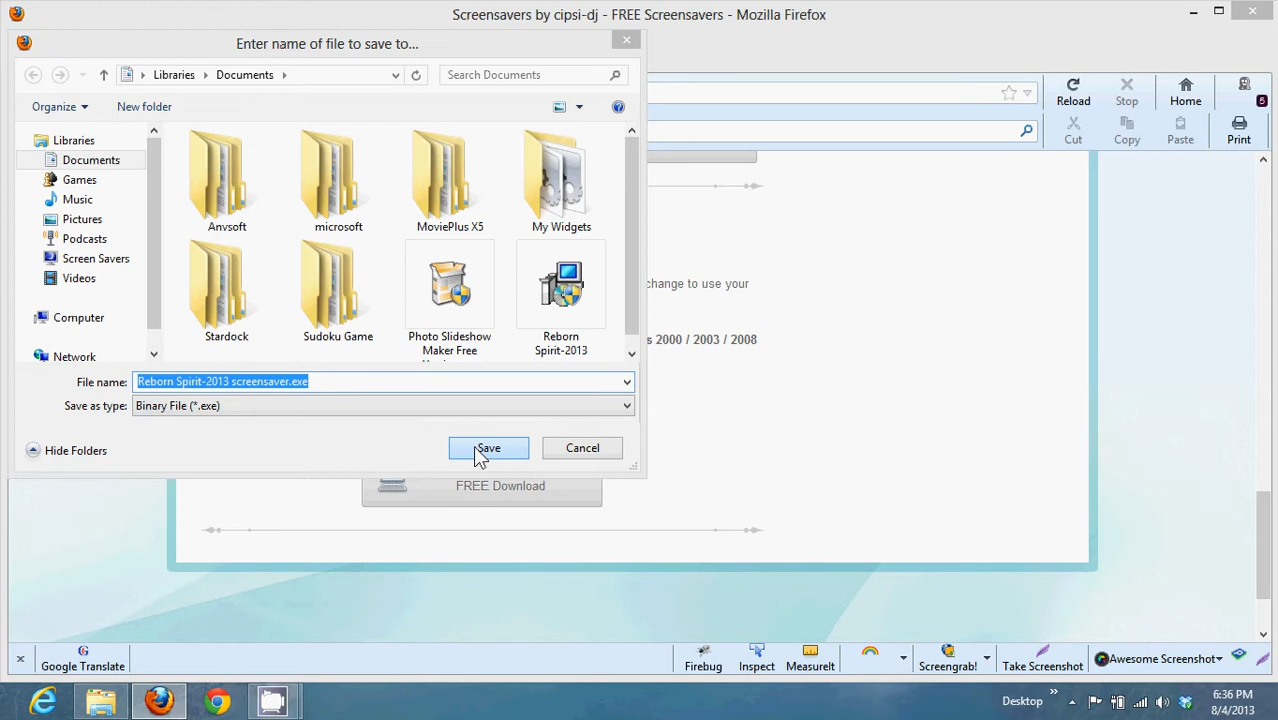 Screensavers by cipsi-dj - FREE Screensavers - Mozilla Firefox
Enter name of file to save to...
Libraries
Documents
Search Documents
Reload
Stop
Home
5
Organize
New folder
Cut
Copy
Paste
Print
Libraries
Documents
Games
Music
Pictures
Podcasts
Screen Savers
Videos
Computer
Network
Anvsoft
microsoft
MoviePlus X5
My Widgets
Stardock
Sudoku Game
Photo Slideshow
Maker Free
Reborn
Spirit-2013
change to use your
s 2000 / 2003 / 2008
File name:
Reborn Spirit-2013 screensaver.exe
Save as type:
Binary File (*.exe)
Hide Folders
Save
Cancel
FREE Download
Google Translate
Firebug
Inspect
MeasureIt
Screengrab!
Take Screenshot
Awesome Screenshot
Desktop
6:36 PM
8/4/2013